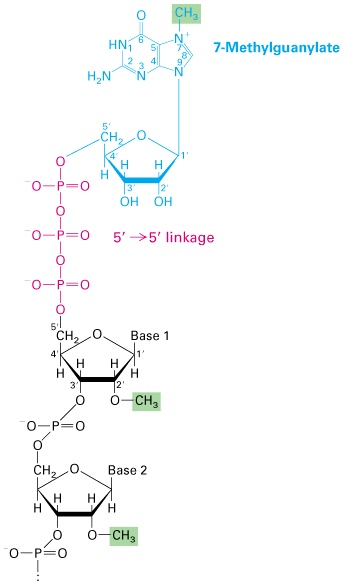 O
CH₃
6
HN
1
5
N⁺
7
7-Methylguanylate
2
3
4
8
9
H₂N
N
N
5′
CH₂
O
O
4′
1′
H
H
H
H
3′
2′
⁻O–P=O
OH
OH
O
⁻O–P=O
5′ → 5′ linkage
O
⁻O–P=O
O
5′
CH₂
O
Base 1
4′
1′
H
H
H
H
3′
2′
O
O–CH₃
⁻O–P=O
O
CH₂
O
Base 2
H
H
H
H
O
O–CH₃
⁻O–P=O